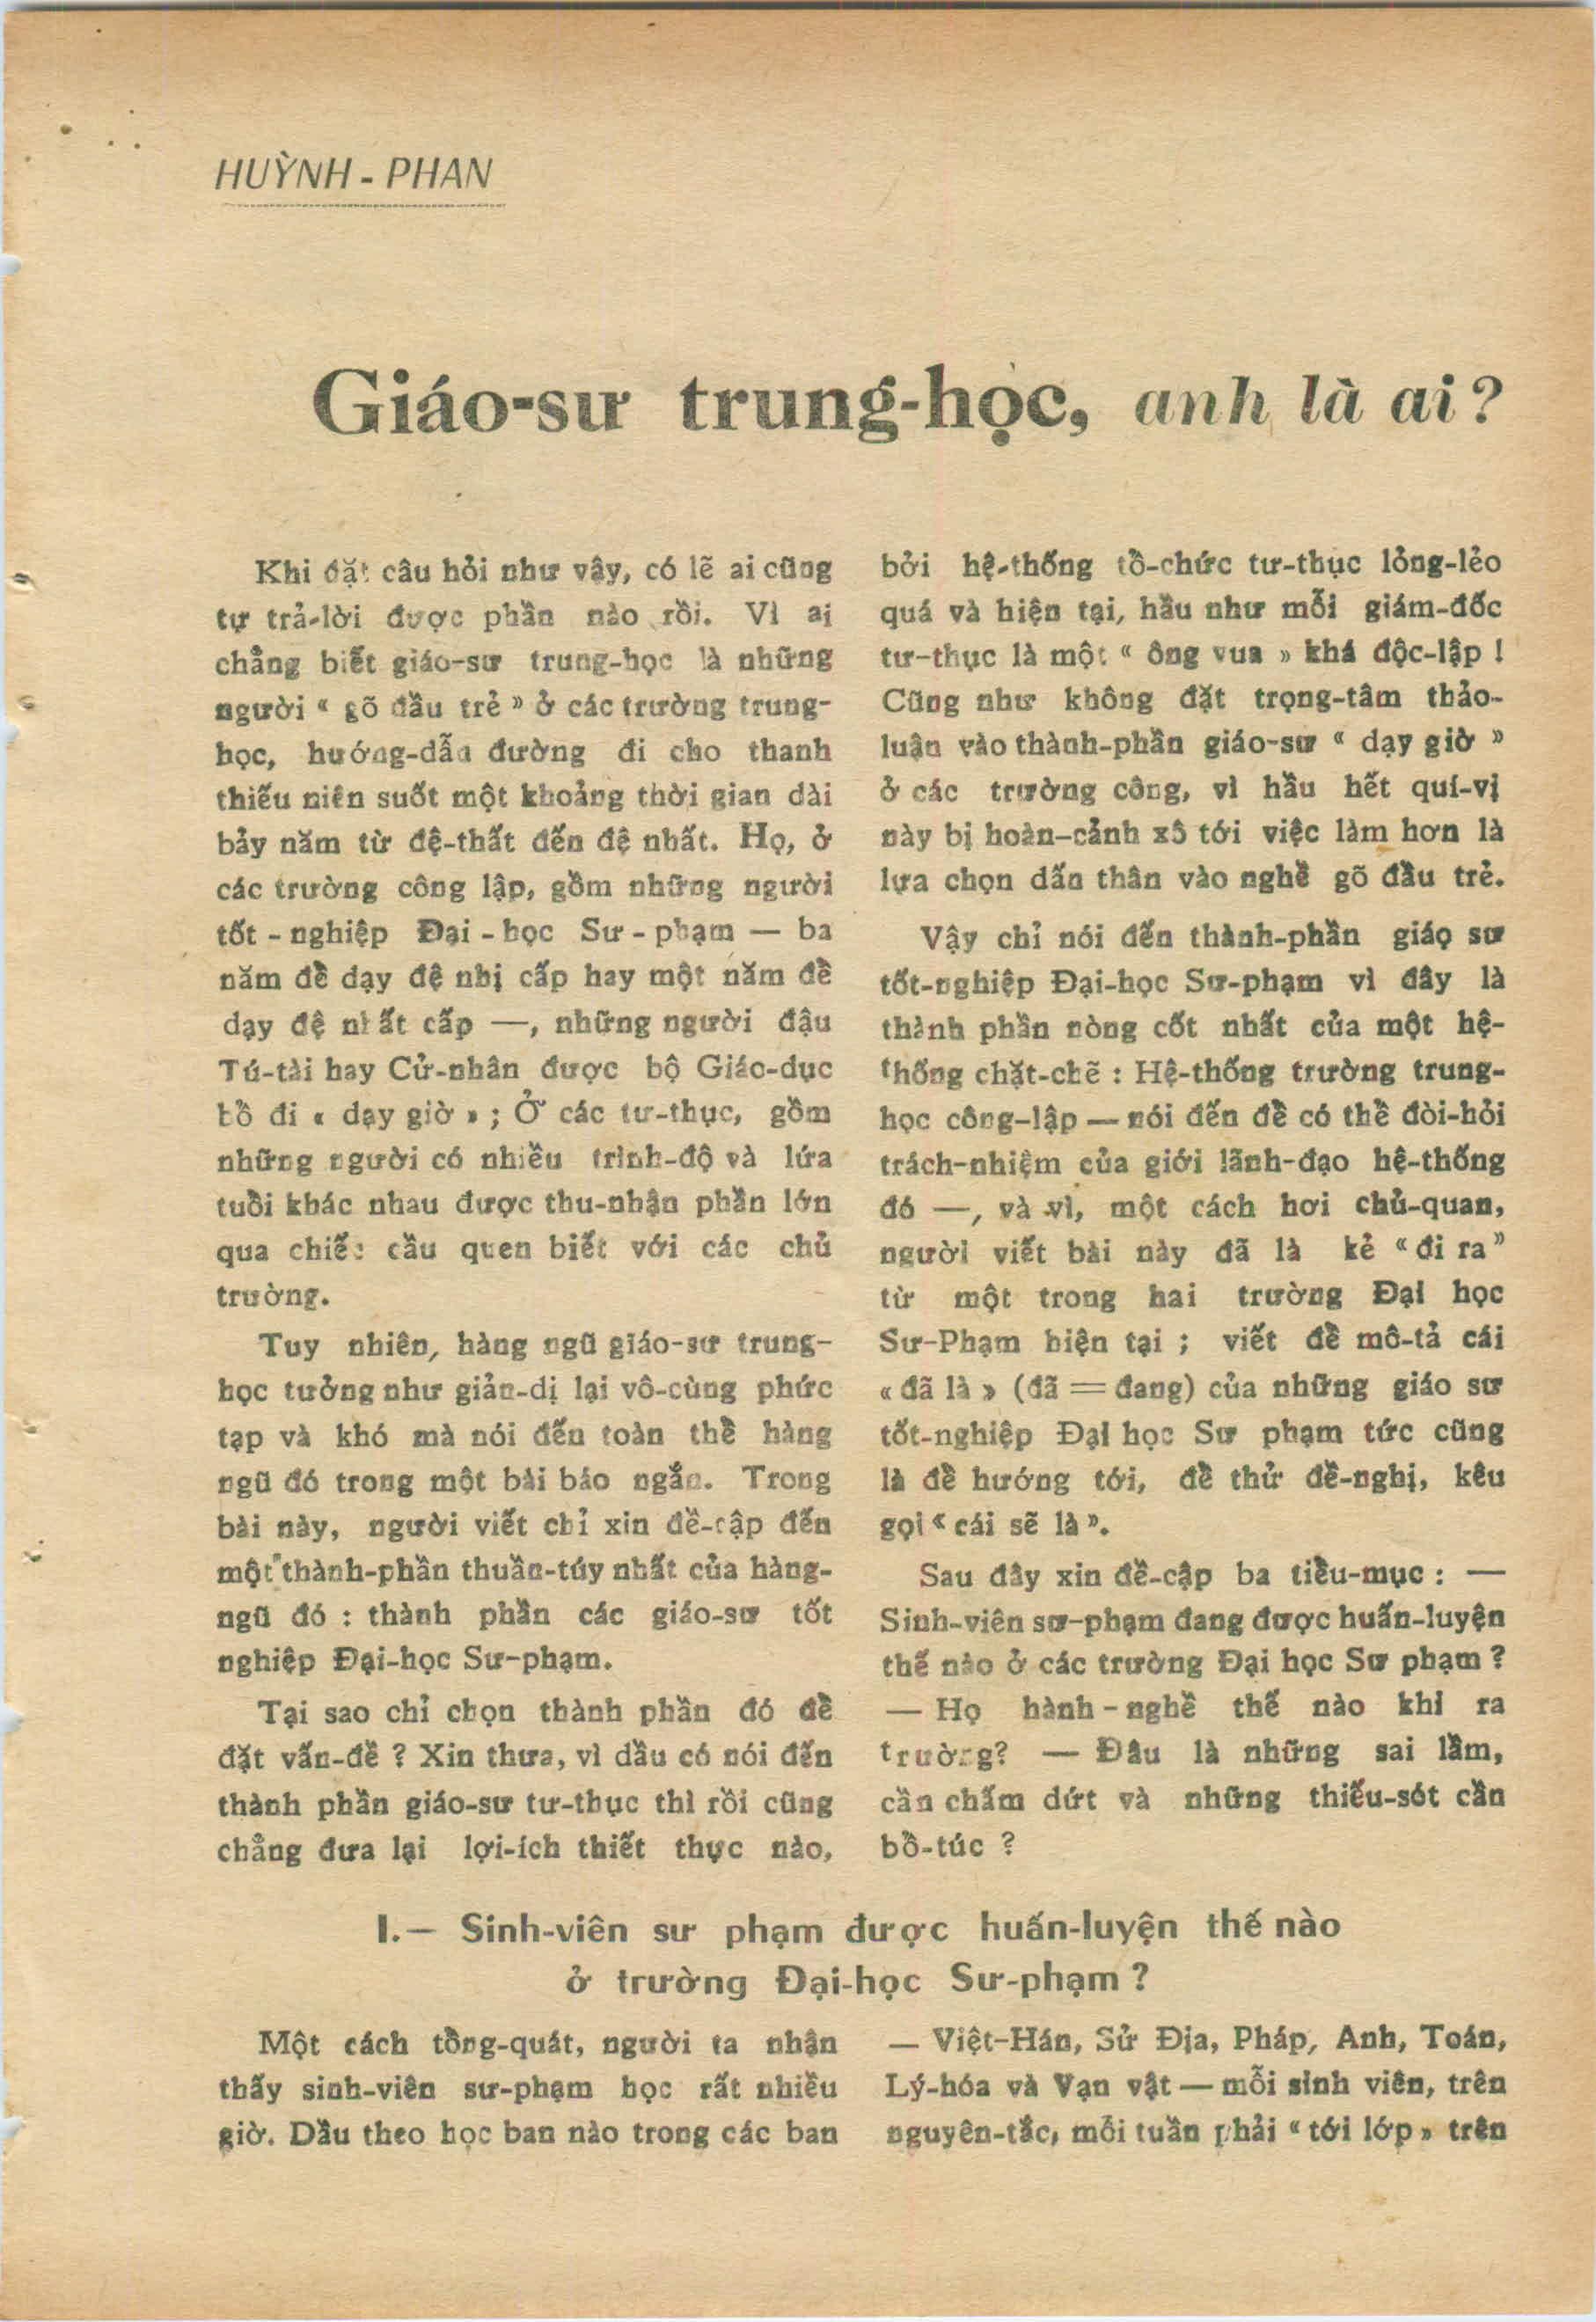 HUỲNH - PHAN
Giáo-sư trung-học, anh là ai?
Khi đặt câu hỏi như vậy, có lẽ ai cũng
tự trả-lời được phần nào rồi. Vì ai
chẳng biết giáo-sư trung-học là những
người « gõ đầu trẻ » ở các trường trung-
học, hướng-dẫn đường đi cho thanh
thiếu niên suốt một khoảng thời gian dài
bảy năm từ đệ-thất đến đệ nhất. Họ, ở
các trường công lập, gồm những người
tốt - nghiệp Đại - học Sư - phạm — ba
năm để dạy đệ nhị cấp hay một năm để
dạy đệ nhất cấp —, những người đậu
Tú-tài hay Cử-nhân được bộ Giáo-dục
bổ đi « dạy giờ » ; Ở các tư-thục, gồm
những người có nhiều trình-độ và lứa
tuổi khác nhau được thu-nhận phần lớn
qua chiếc cầu quen biết với các chủ
trường.
Tuy nhiên, hàng ngũ giáo-sư trung-
học tưởng như giản-dị lại vô-cùng phức
tạp và khó mà nói đến toàn thể hàng
ngũ đó trong một bài báo ngắn. Trong
bài này, người viết chỉ xin đề-cập đến
một thành-phần thuần-túy nhất của hàng-
ngũ đó : thành phần các giáo-sư tốt
nghiệp Đại-học Sư-phạm.
Tại sao chỉ chọn thành phần đó để
đặt vấn-đề ? Xin thưa, vì dầu có nói đến
thành phần giáo-sư tư-thục thì rồi cũng
chẳng đưa lại lợi-ích thiết thực nào,
bởi hệ-thống tổ-chức tư-thục lỏng-lẻo
quá và hiện tại, hầu như mỗi giám-đốc
tư-thục là một « ông vua » khá độc-lập !
Cũng như không đặt trọng-tâm thảo-
luận vào thành-phần giáo-sư « dạy giờ »
ở các trường công, vì hầu hết quí-vị
này bị hoàn-cảnh xô tới việc làm hơn là
lựa chọn dấn thân vào nghề gõ đầu trẻ.
Vậy chỉ nói đến thành-phần giáo sư
tốt-nghiệp Đại-học Sư-phạm vì đây là
thành phần nòng cốt nhất của một hệ-
thống chặt-chẽ : Hệ-thống trường trung-
học công-lập — nói đến để có thể đòi-hỏi
trách-nhiệm của giới lãnh-đạo hệ-thống
đó —, và vì, một cách hơi chủ-quan,
người viết bài này đã là kẻ « đi ra »
từ một trong hai trường Đại học
Sư-Phạm hiện tại ; viết để mô-tả cái
« đã là » (đã = đang) của những giáo sư
tốt-nghiệp Đại học Sư phạm tức cũng
là để hướng tới, để thử đề-nghị, kêu
gọi « cái sẽ là ».
Sau đây xin đề-cập ba tiểu-mục : —
Sinh-viên sư-phạm đang được huấn-luyện
thế nào ở các trường Đại học Sư phạm ?
— Họ hành - nghề thế nào khi ra
trường? — Đâu là những sai lầm,
cần chấm dứt và những thiếu-sót cần
bổ-túc ?
I.— Sinh-viên sư phạm được huấn-luyện thế nào
ở trường Đại-học Sư-phạm ?
Một cách tổng-quát, người ta nhận
thấy sinh-viên sư-phạm học rất nhiều
giờ. Dầu theo học ban nào trong các ban
— Việt-Hán, Sử Địa, Pháp, Anh, Toán,
Lý-hóa và Vạn vật — mỗi sinh viên, trên
nguyên-tắc, mỗi tuần phải « tới lớp » trên